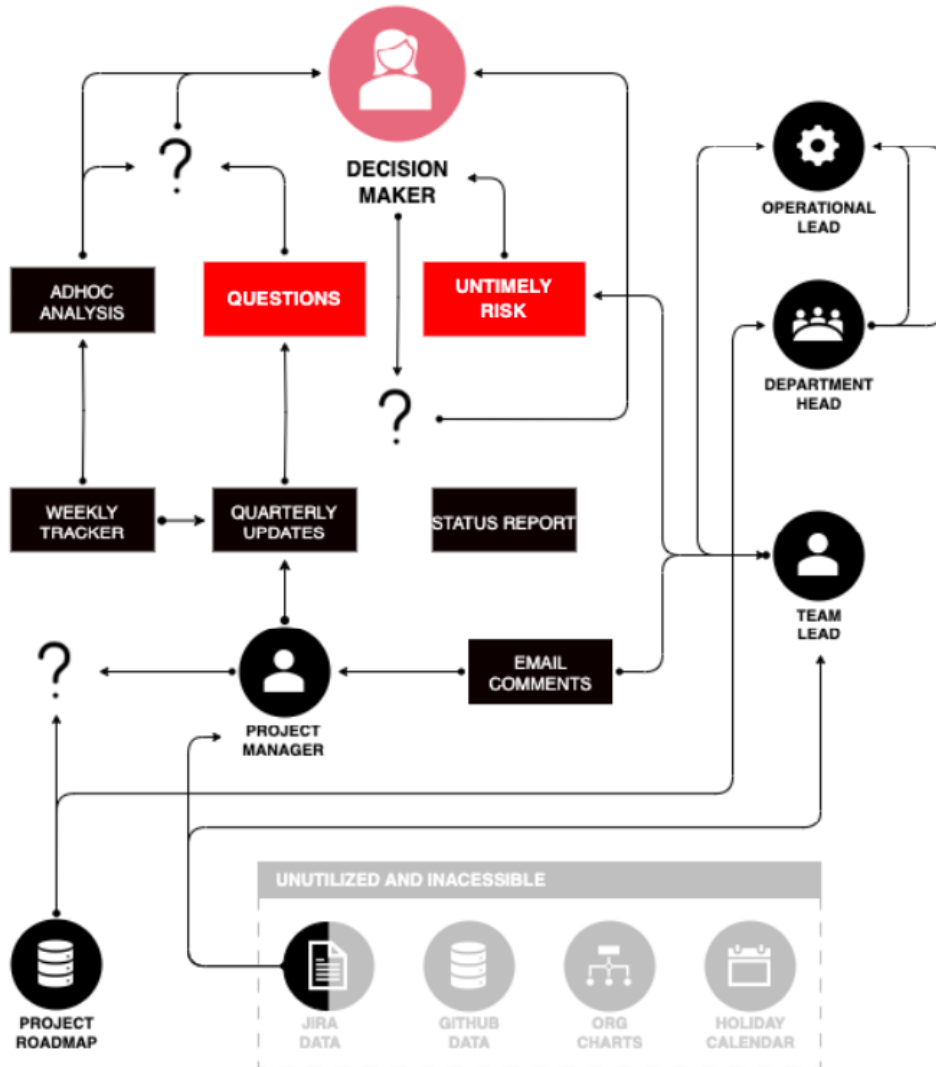 ?
DECISION
MAKER
OPERATIONAL
LEAD
ADHOC
ANALYSIS
QUESTIONS
UNTIMELY
RISK
DEPARTMENT
HEAD
?
WEEKLY
TRACKER
QUARTERLY
UPDATES
STATUS REPORT
TEAM
LEAD
?
EMAIL
COMMENTS
PROJECT
MANAGER
UNUTILIZED AND INACESSIBLE
PROJECT
ROADMAP
JIRA
DATA
GITHUB
DATA
ORG
CHARTS
HOLIDAY
CALENDAR